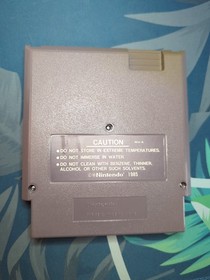 CAUTION
• DO NOT STORE IN EXTREME TEMPERATURES.
• DO NOT IMMERSE IN WATER.
• DO NOT CLEAN WITH BENZENE, THINNER,
ALCOHOL OR OTHER SUCH SOLVENTS.
Nintendo 1985